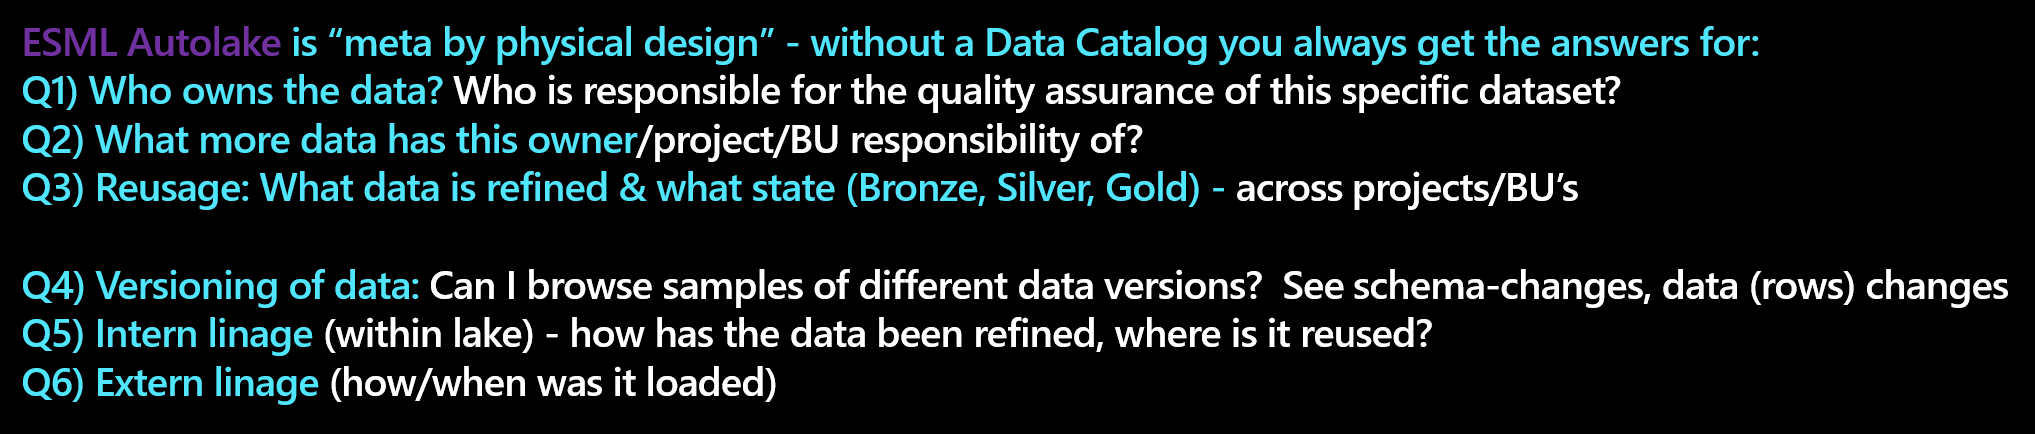 ESML Autolake is “meta by physical design” - without a Data Catalog you always get the answers for:
Q1) Who owns the data? Who is responsible for the quality assurance of this specific dataset?
Q2) What more data has this owner/project/BU responsibility of?
Q3) Reusage: What data is refined & what state (Bronze, Silver, Gold) - across projects/BU’s
Q4) Versioning of data: Can I browse samples of different data versions?  See schema-changes, data (rows) changes
Q5) Intern linage (within lake) - how has the data been refined, where is it reused?
Q6) Extern linage (how/when was it loaded)